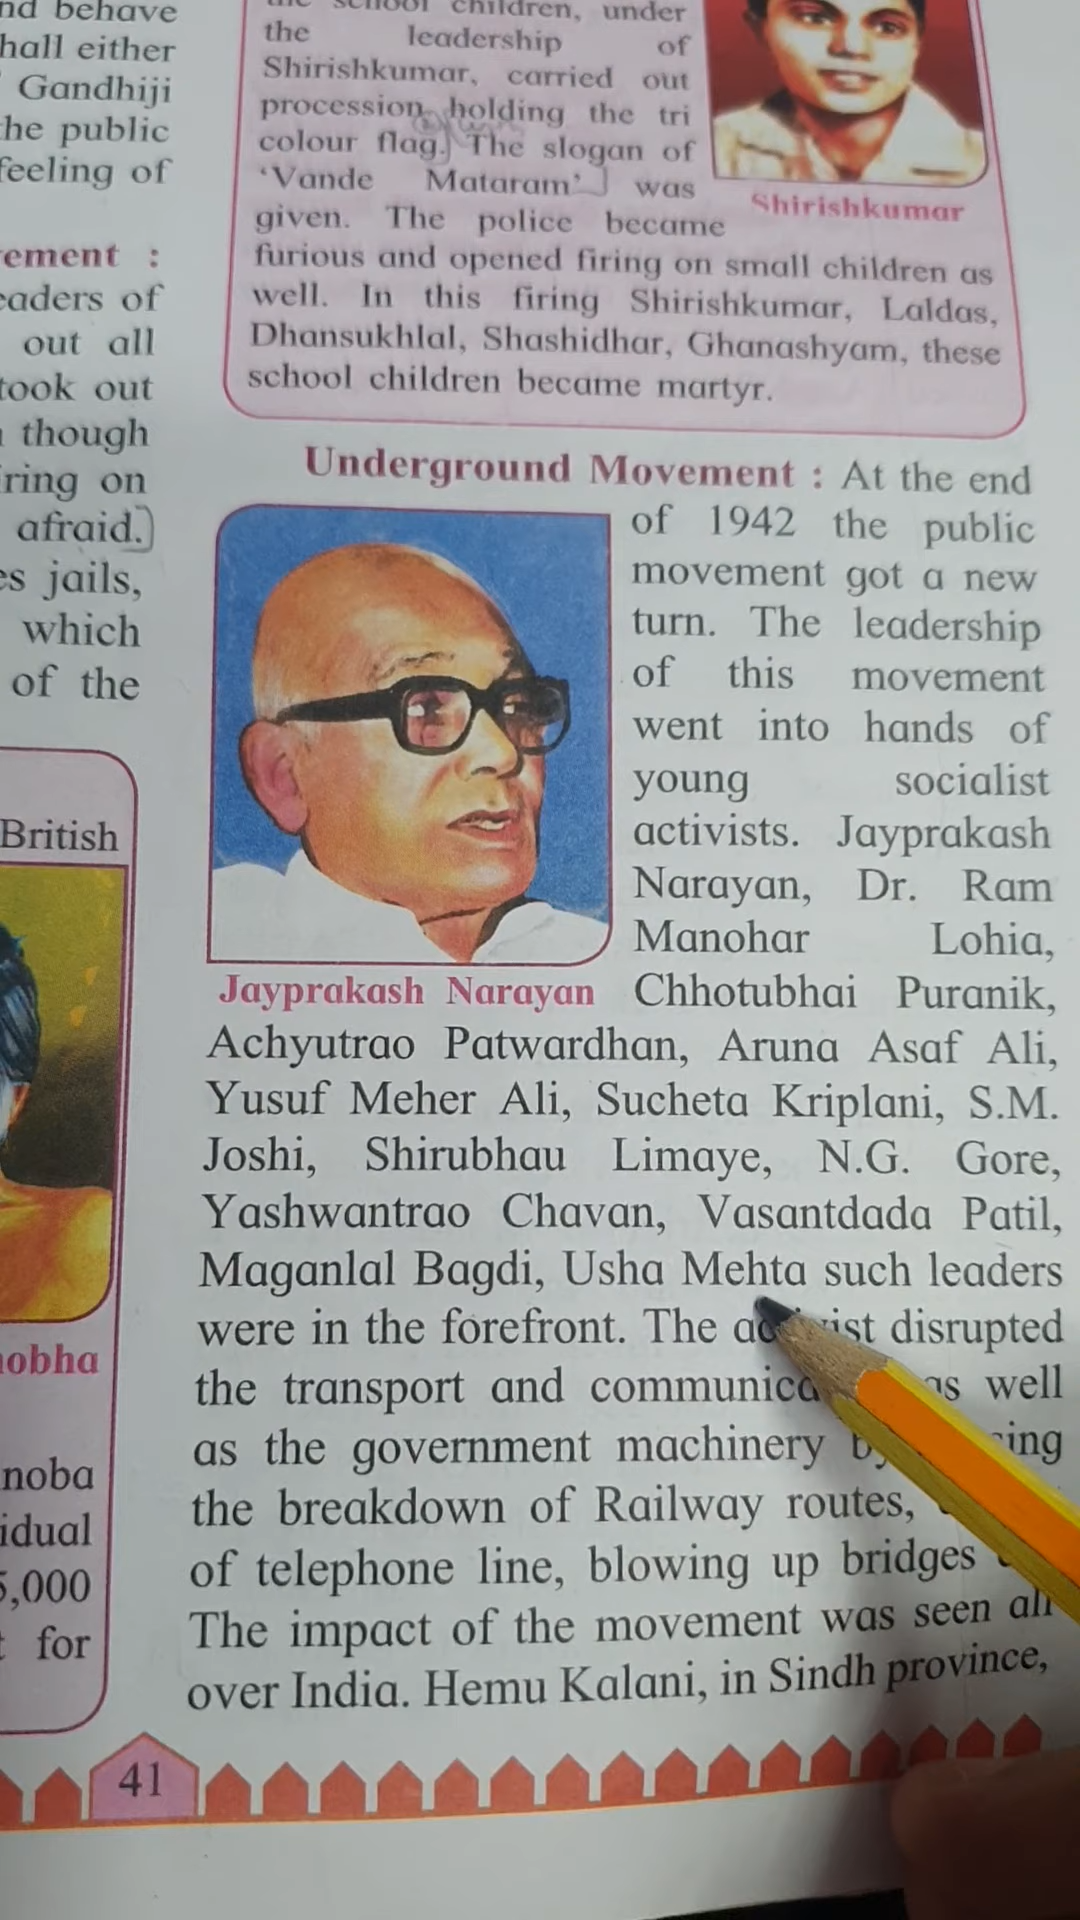 nd behave
hall either
Gandhiji
the public
feeling of
ement :
eaders of
out all
took out
though
ring on
afraid.
es jails,
which
of the
British
obha
noba
idual
5,000
for
the school children, under
the leadership of
Shirishkumar, carried out
procession holding the tri
colour flag. The slogan of
‘Vande Mataram’ was
given. The police became
furious and opened firing on small children as
well. In this firing Shirishkumar, Laldas,
Dhansukhlal, Shashidhar, Ghanashyam, these
school children became martyr.
Shirishkumar
Underground Movement : At the end
of 1942 the public
movement got a new
turn. The leadership
of this movement
went into hands of
young socialist
activists. Jayprakash
Narayan, Dr. Ram
Manohar Lohia,
Jayprakash Narayan
Chhotubhai Puranik,
Achyutrao Patwardhan, Aruna Asaf Ali,
Yusuf Meher Ali, Sucheta Kriplani, S.M.
Joshi, Shirubhau Limaye, N.G. Gore,
Yashwantrao Chavan, Vasantdada Patil,
Maganlal Bagdi, Usha Mehta such leaders
were in the forefront. The disrupted
the transport and as well
as the government machinery
the breakdown of Railway routes,
of telephone line, blowing up bridges
The impact of the movement was seen all
over India. Hemu Kalani, in Sindh province,
41